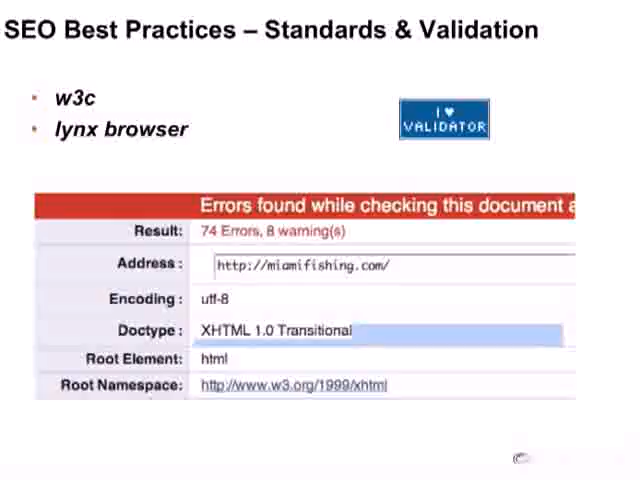 SEO Best Practices – Standards & Validation
• w3c
• lynx browser
I ♥
VALIDATOR
Errors found while checking this document a
Result: 74 Errors, 8 warning(s)
Address : http://miamifishing.com/
Encoding : utf-8
Doctype : XHTML 1.0 Transitional
Root Element: html
Root Namespace: http://www.w3.org/1999/xhtml